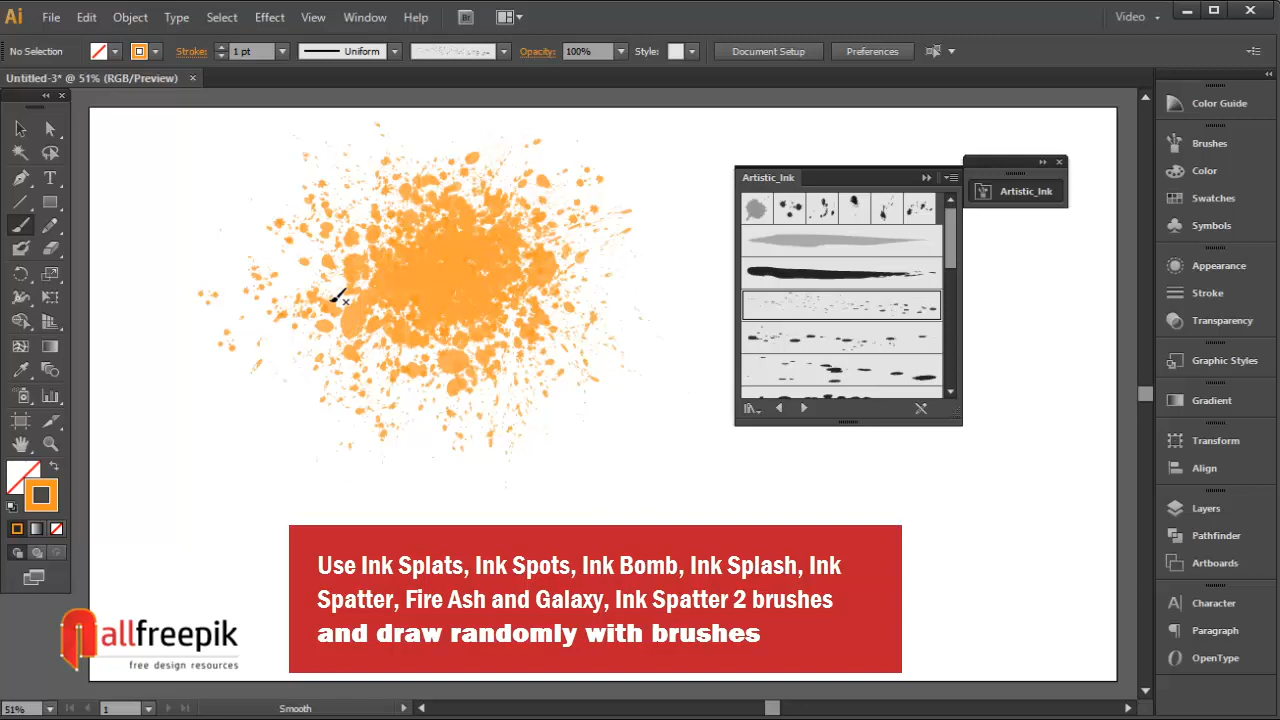 Ai File Edit Object Type Select Effect View Window Help Br Video
No Selection Stroke: 1 pt Uniform Opacity: 100% Style: Document Setup Preferences
Untitled-3* @ 51% (RGB/Preview)
Color Guide
Brushes
Color
Swatches
Symbols
Appearance
Stroke
Transparency
Graphic Styles
Gradient
Transform
Align
Layers
Pathfinder
Artboards
Character
Paragraph
OpenType
Artistic_Ink
Artistic_Ink
Use Ink Splats, Ink Spots, Ink Bomb, Ink Splash, Ink
Spatter, Fire Ash and Galaxy, Ink Spatter 2 brushes
and draw randomly with brushes
allfreepik
free design resources
51% 1 Smooth